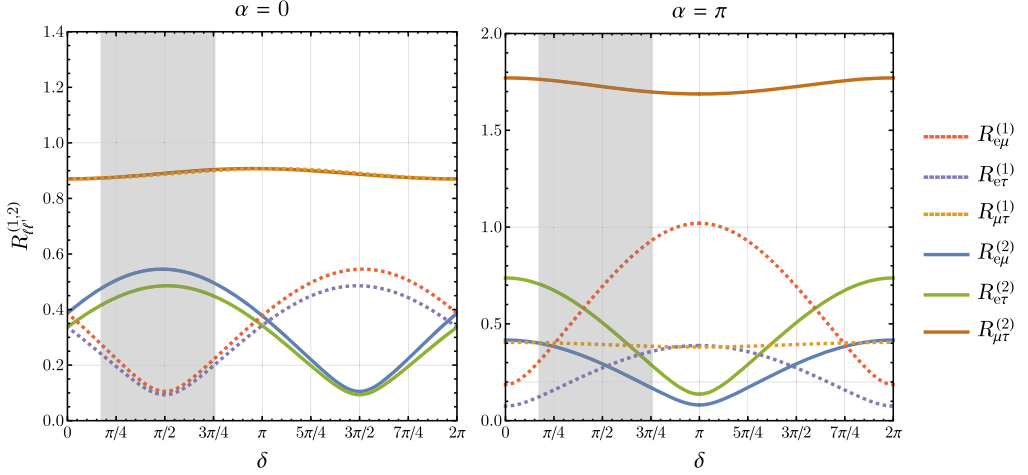 α = 0
1.4
1.2
1.0
0.8
0.6
0.4
0.2
0.0
R_{ℓℓ'}^{(1,2)}
0 π/4 π/2 3π/4 π 5π/4 3π/2 7π/4 2π
δ
α = π
2.0
1.5
1.0
0.5
0.0
0 π/4 π/2 3π/4 π 5π/4 3π/2 7π/4 2π
δ
R_{eμ}^{(1)}
R_{eτ}^{(1)}
R_{μτ}^{(1)}
R_{eμ}^{(2)}
R_{eτ}^{(2)}
R_{μτ}^{(2)}